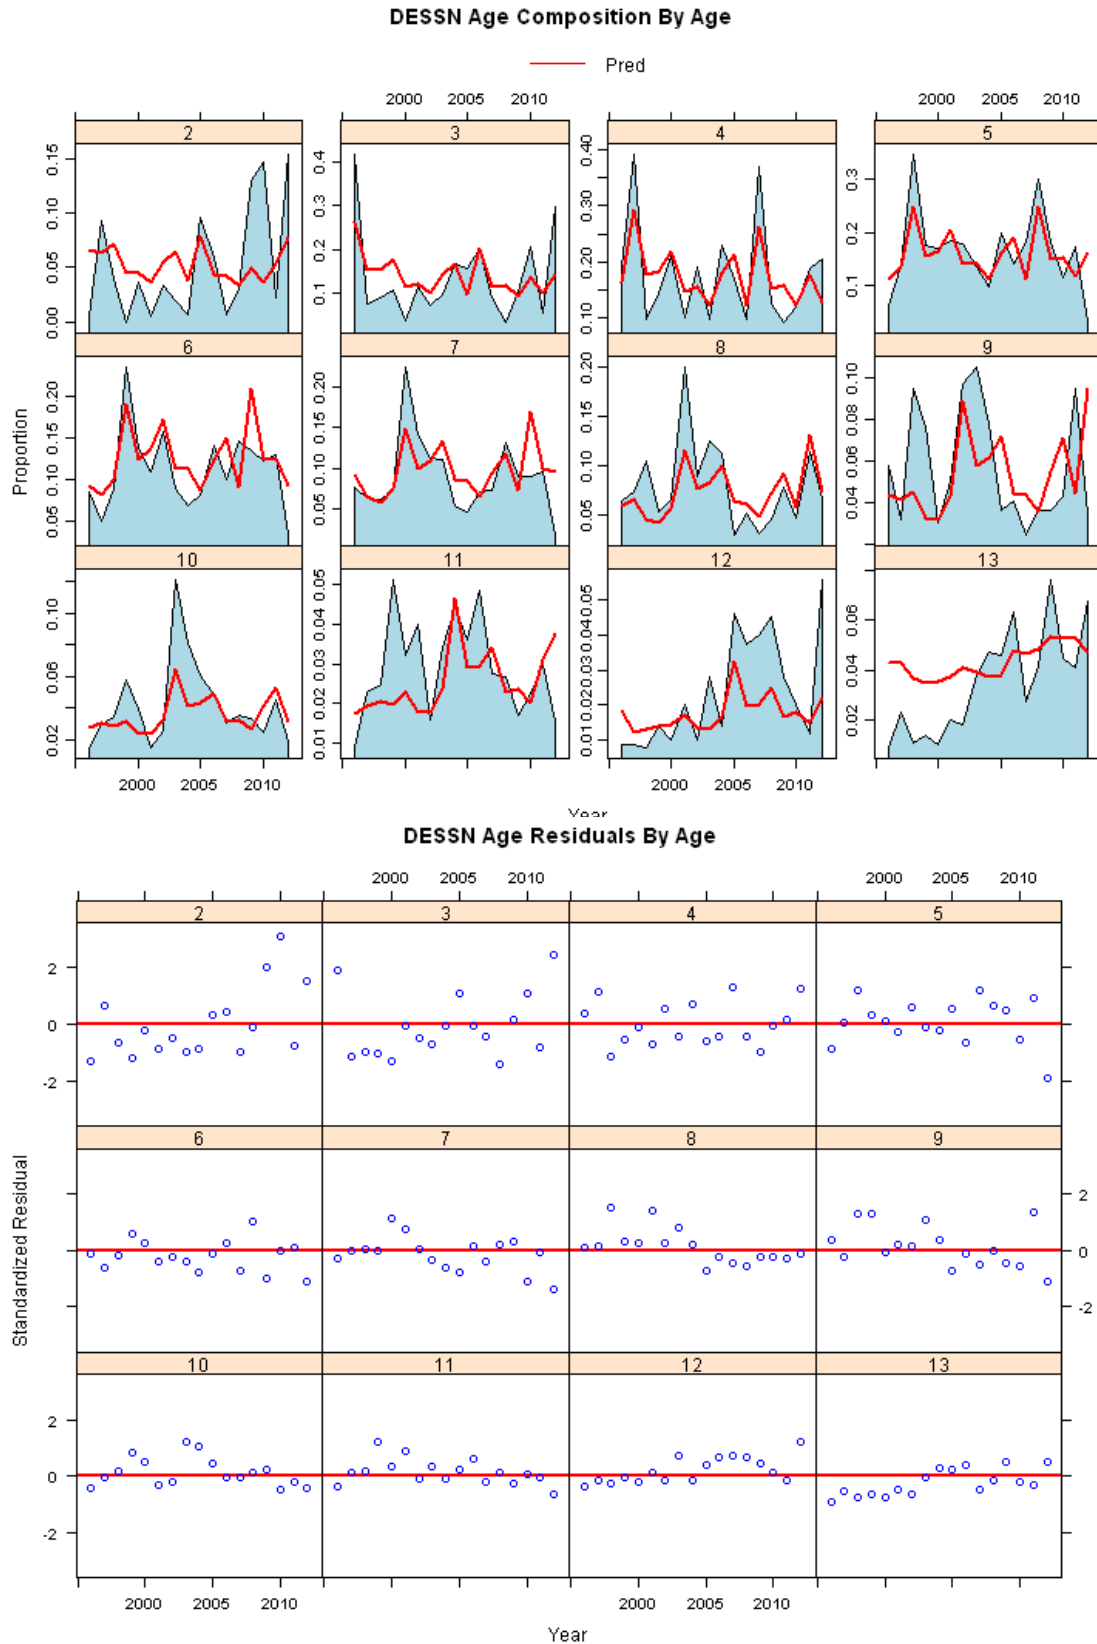 DESSN Age Composition By Age
Pred
2000 2005 2010 2000 2005 2010
2 3 4 5
0.00 0.05 0.10 0.15
0.1 0.2 0.3 0.4
0.10 0.20 0.30 0.40
0.1 0.2 0.3
6 7 8 9
0.05 0.10 0.15 0.20
0.05 0.10 0.15 0.20
0.05 0.10 0.15 0.20
0.04 0.06 0.08 0.10
10 11 12 13
0.02 0.06 0.10
0.01 0.02 0.03 0.04 0.05
0.01 0.02 0.03 0.04 0.05
0.02 0.04 0.06
Proportion
2000 2005 2010 2000 2005 2010
Year
DESSN Age Residuals By Age
2000 2005 2010 2000 2005 2010
2 3 4 5
2
0
-2
6 7 8 9
2
0
-2
10 11 12 13
2
0
-2
Standardized Residual
2000 2005 2010 2000 2005 2010
Year